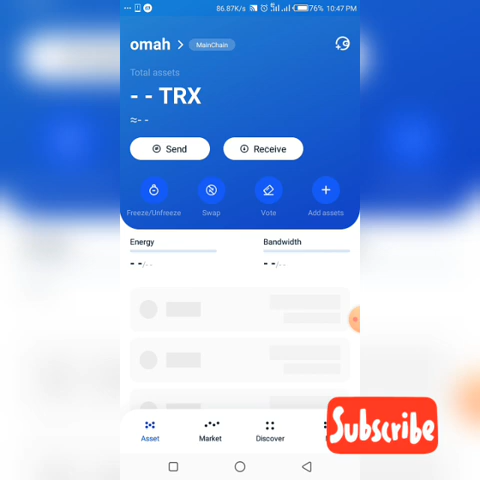 86.87K/s 76% 10:47 PM
omah > MainChain
Total assets
- - TRX
≈- -
Send Receive
Freeze/Unfreeze Swap Vote Add assets
Energy Bandwidth
- -/-- - -/--
Asset Market Discover
Subscribe